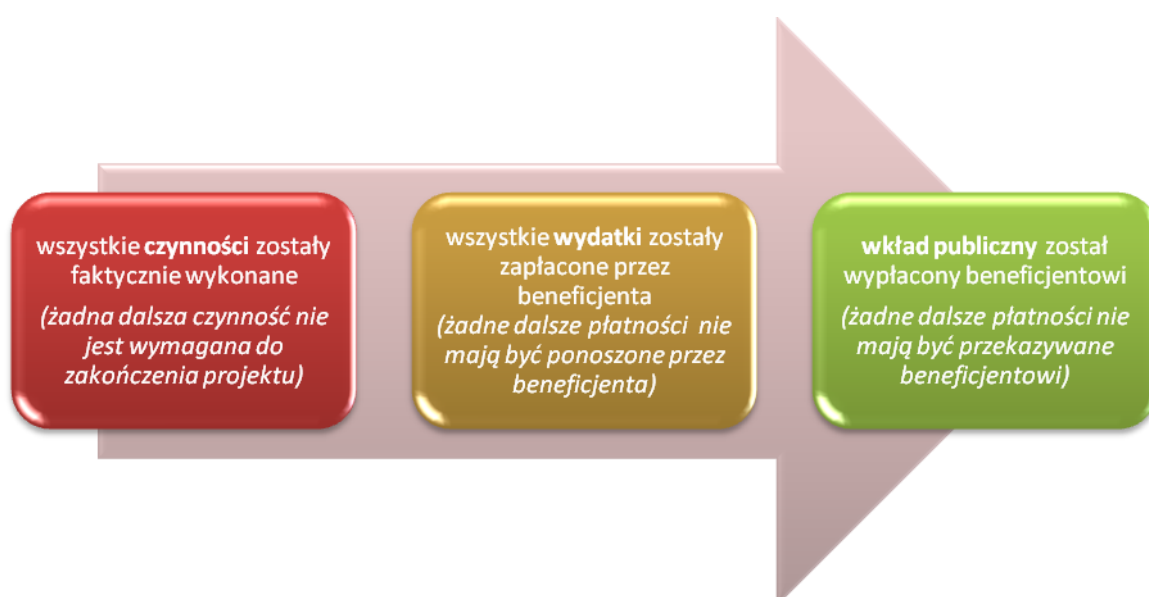 wszystkie czynności zostały
faktycznie wykonane
(żadna dalsza czynność nie
jest wymagana do
zakończenia projektu)
wszystkie wydatki zostały
zapłacone przez
beneficjenta
(żadne dalsze płatności nie
mają być ponoszone przez
beneficjenta)
wkład publiczny został
wypłacony beneficjentowi
(żadne dalsze płatności nie
mają być przekazywane
beneficjentowi)